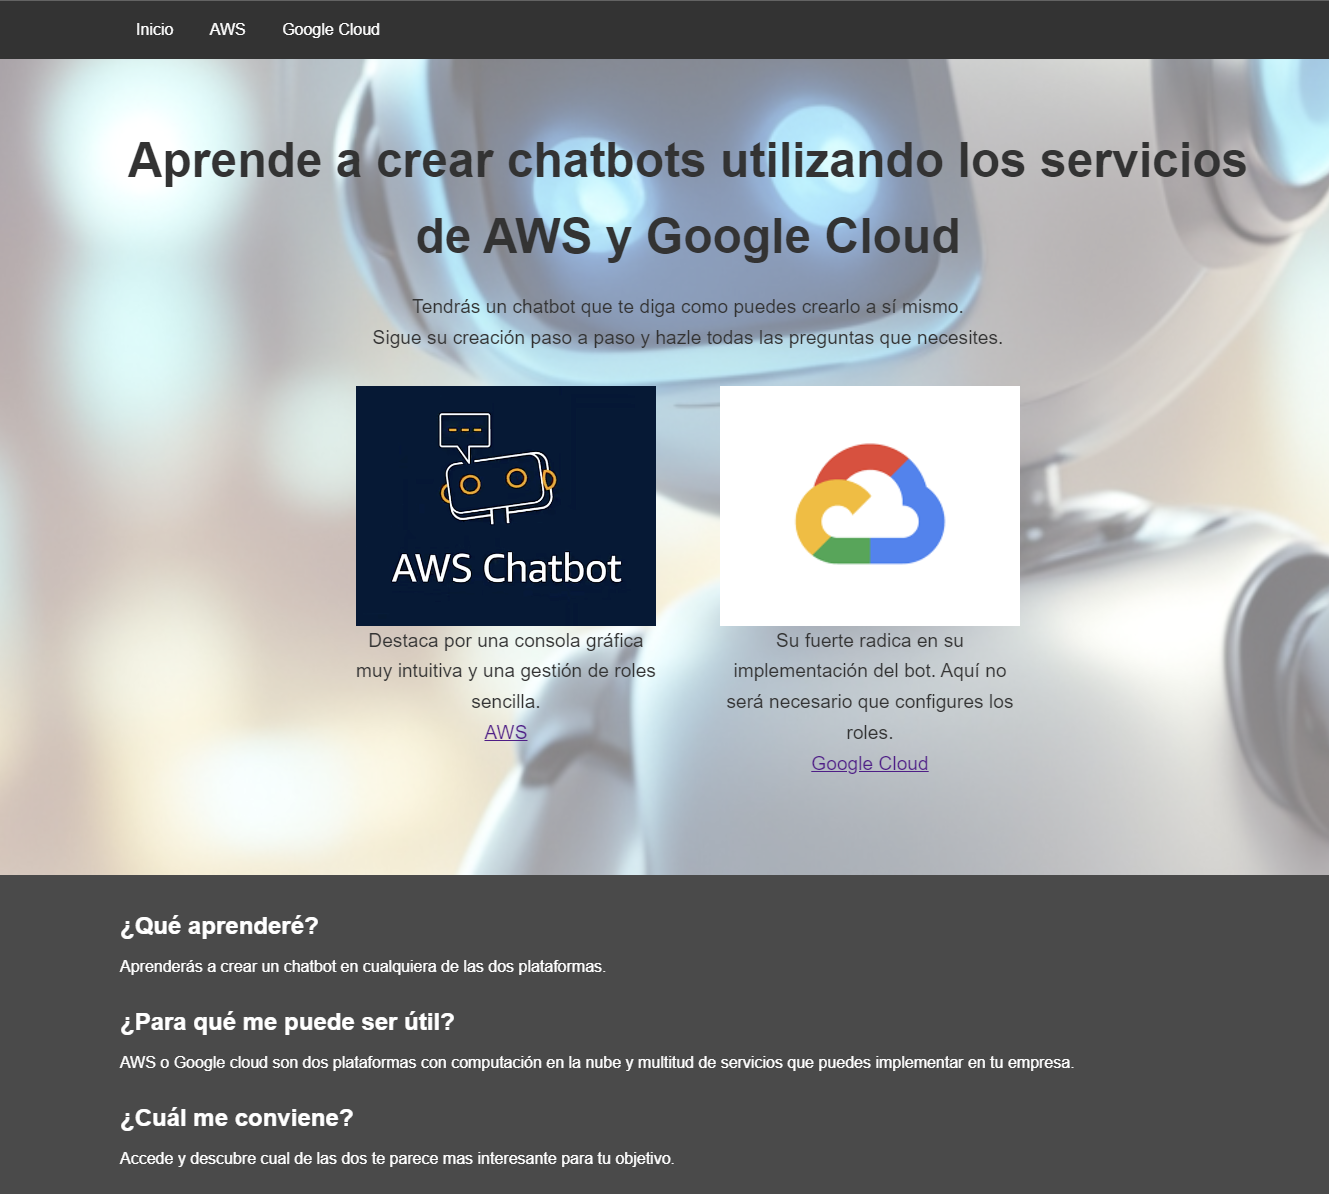 Inicio AWS Google Cloud
Aprende a crear chatbots utilizando los servicios
de AWS y Google Cloud
Tendrás un chatbot que te diga como puedes crearlo a sí mismo.
Sigue su creación paso a paso y hazle todas las preguntas que necesites.
AWS Chatbot
Destaca por una consola gráfica
muy intuitiva y una gestión de roles
sencilla.
AWS
Su fuerte radica en su
implementación del bot. Aquí no
será necesario que configures los
roles.
Google Cloud
¿Qué aprenderé?
Aprenderás a crear un chatbot en cualquiera de las dos plataformas.
¿Para qué me puede ser útil?
AWS o Google cloud son dos plataformas con computación en la nube y multitud de servicios que puedes implementar en tu empresa.
¿Cuál me conviene?
Accede y descubre cual de las dos te parece mas interesante para tu objetivo.